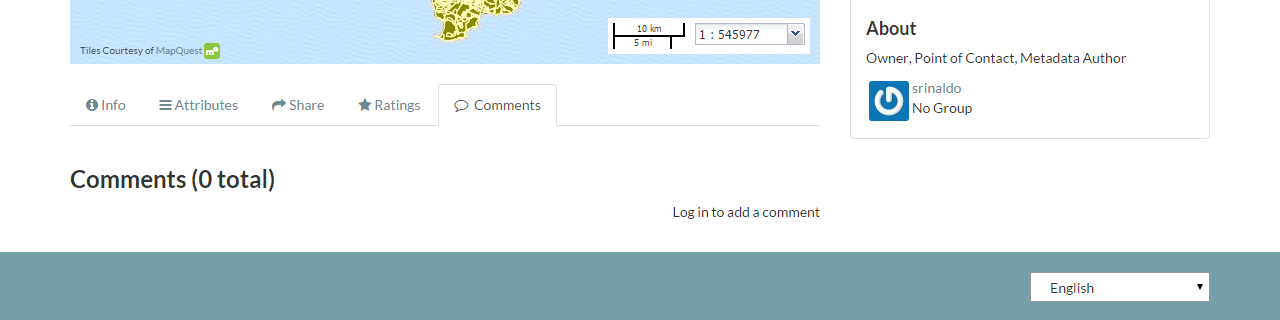 10 km
5 mi
1 : 545977
Tiles Courtesy of MapQuest
Info
Attributes
Share
Ratings
Comments
Comments (0 total)
Log in to add a comment
About
Owner, Point of Contact, Metadata Author
srinaldo
No Group
English